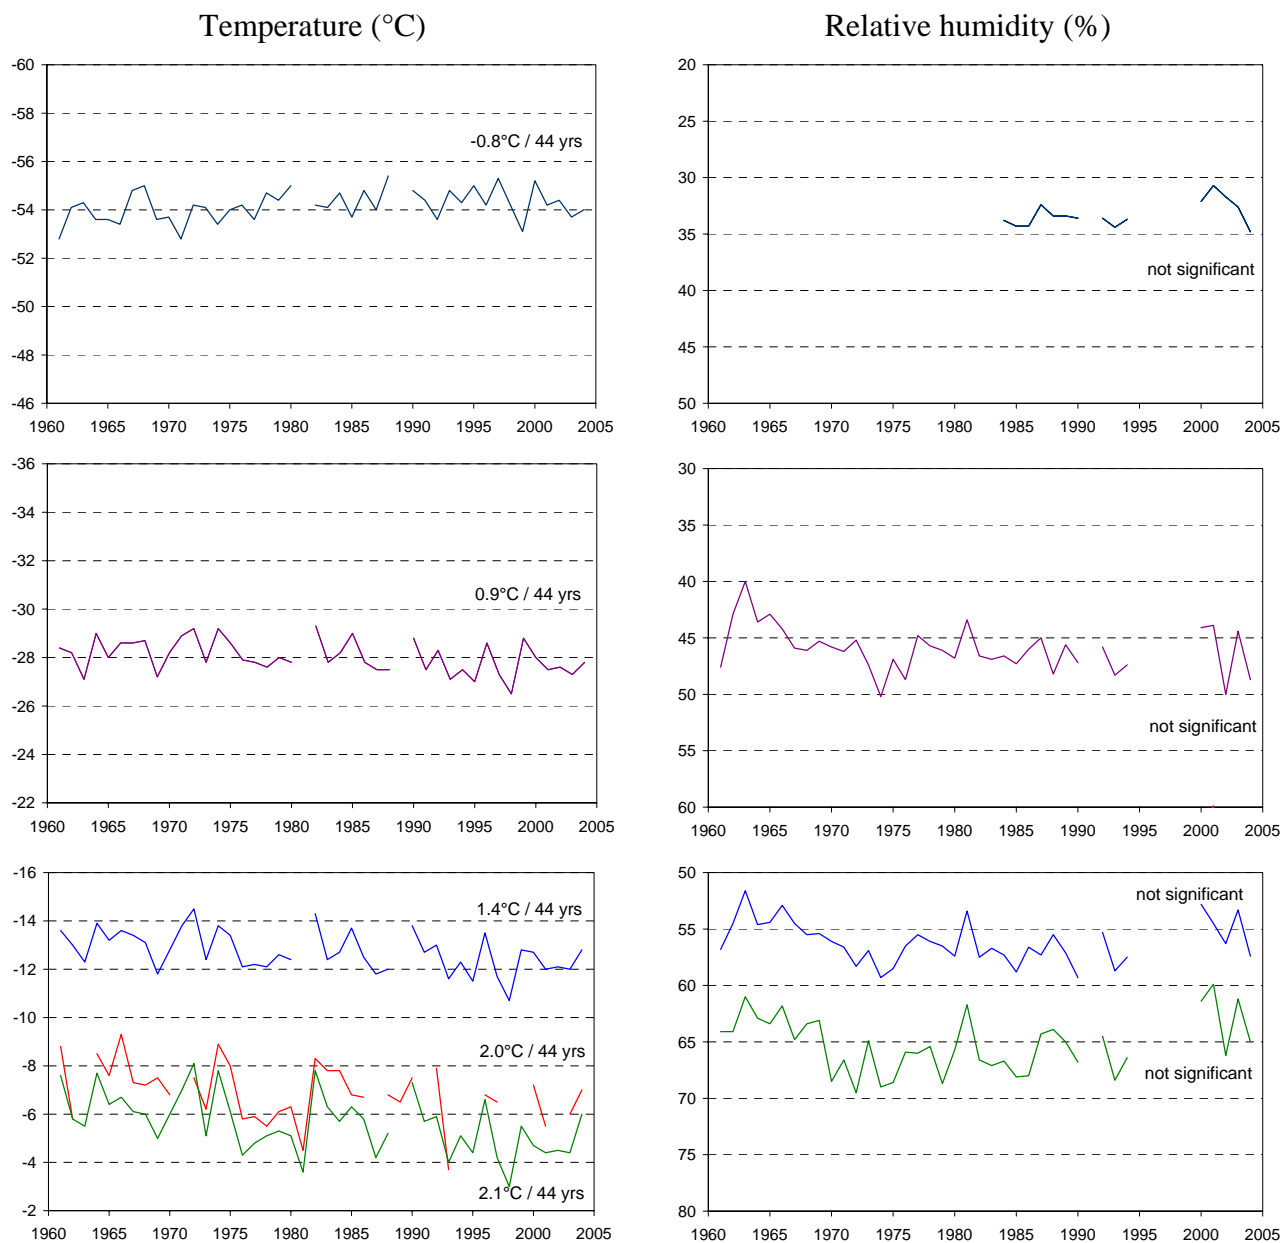 Temperature (°C)
Relative humidity (%)
-60
-58
-56
-54
-52
-50
-48
-46
-0.8°C / 44 yrs
1960 1965 1970 1975 1980 1985 1990 1995 2000 2005
20
25
30
35
40
45
50
not significant
1960 1965 1970 1975 1980 1985 1990 1995 2000 2005
-36
-34
-32
-30
-28
-26
-24
-22
0.9°C / 44 yrs
1960 1965 1970 1975 1980 1985 1990 1995 2000 2005
30
35
40
45
50
55
60
not significant
1960 1965 1970 1975 1980 1985 1990 1995 2000 2005
-16
-14
-12
-10
-8
-6
-4
-2
1.4°C / 44 yrs
2.0°C / 44 yrs
2.1°C / 44 yrs
1960 1965 1970 1975 1980 1985 1990 1995 2000 2005
50
55
60
65
70
75
80
not significant
not significant
1960 1965 1970 1975 1980 1985 1990 1995 2000 2005